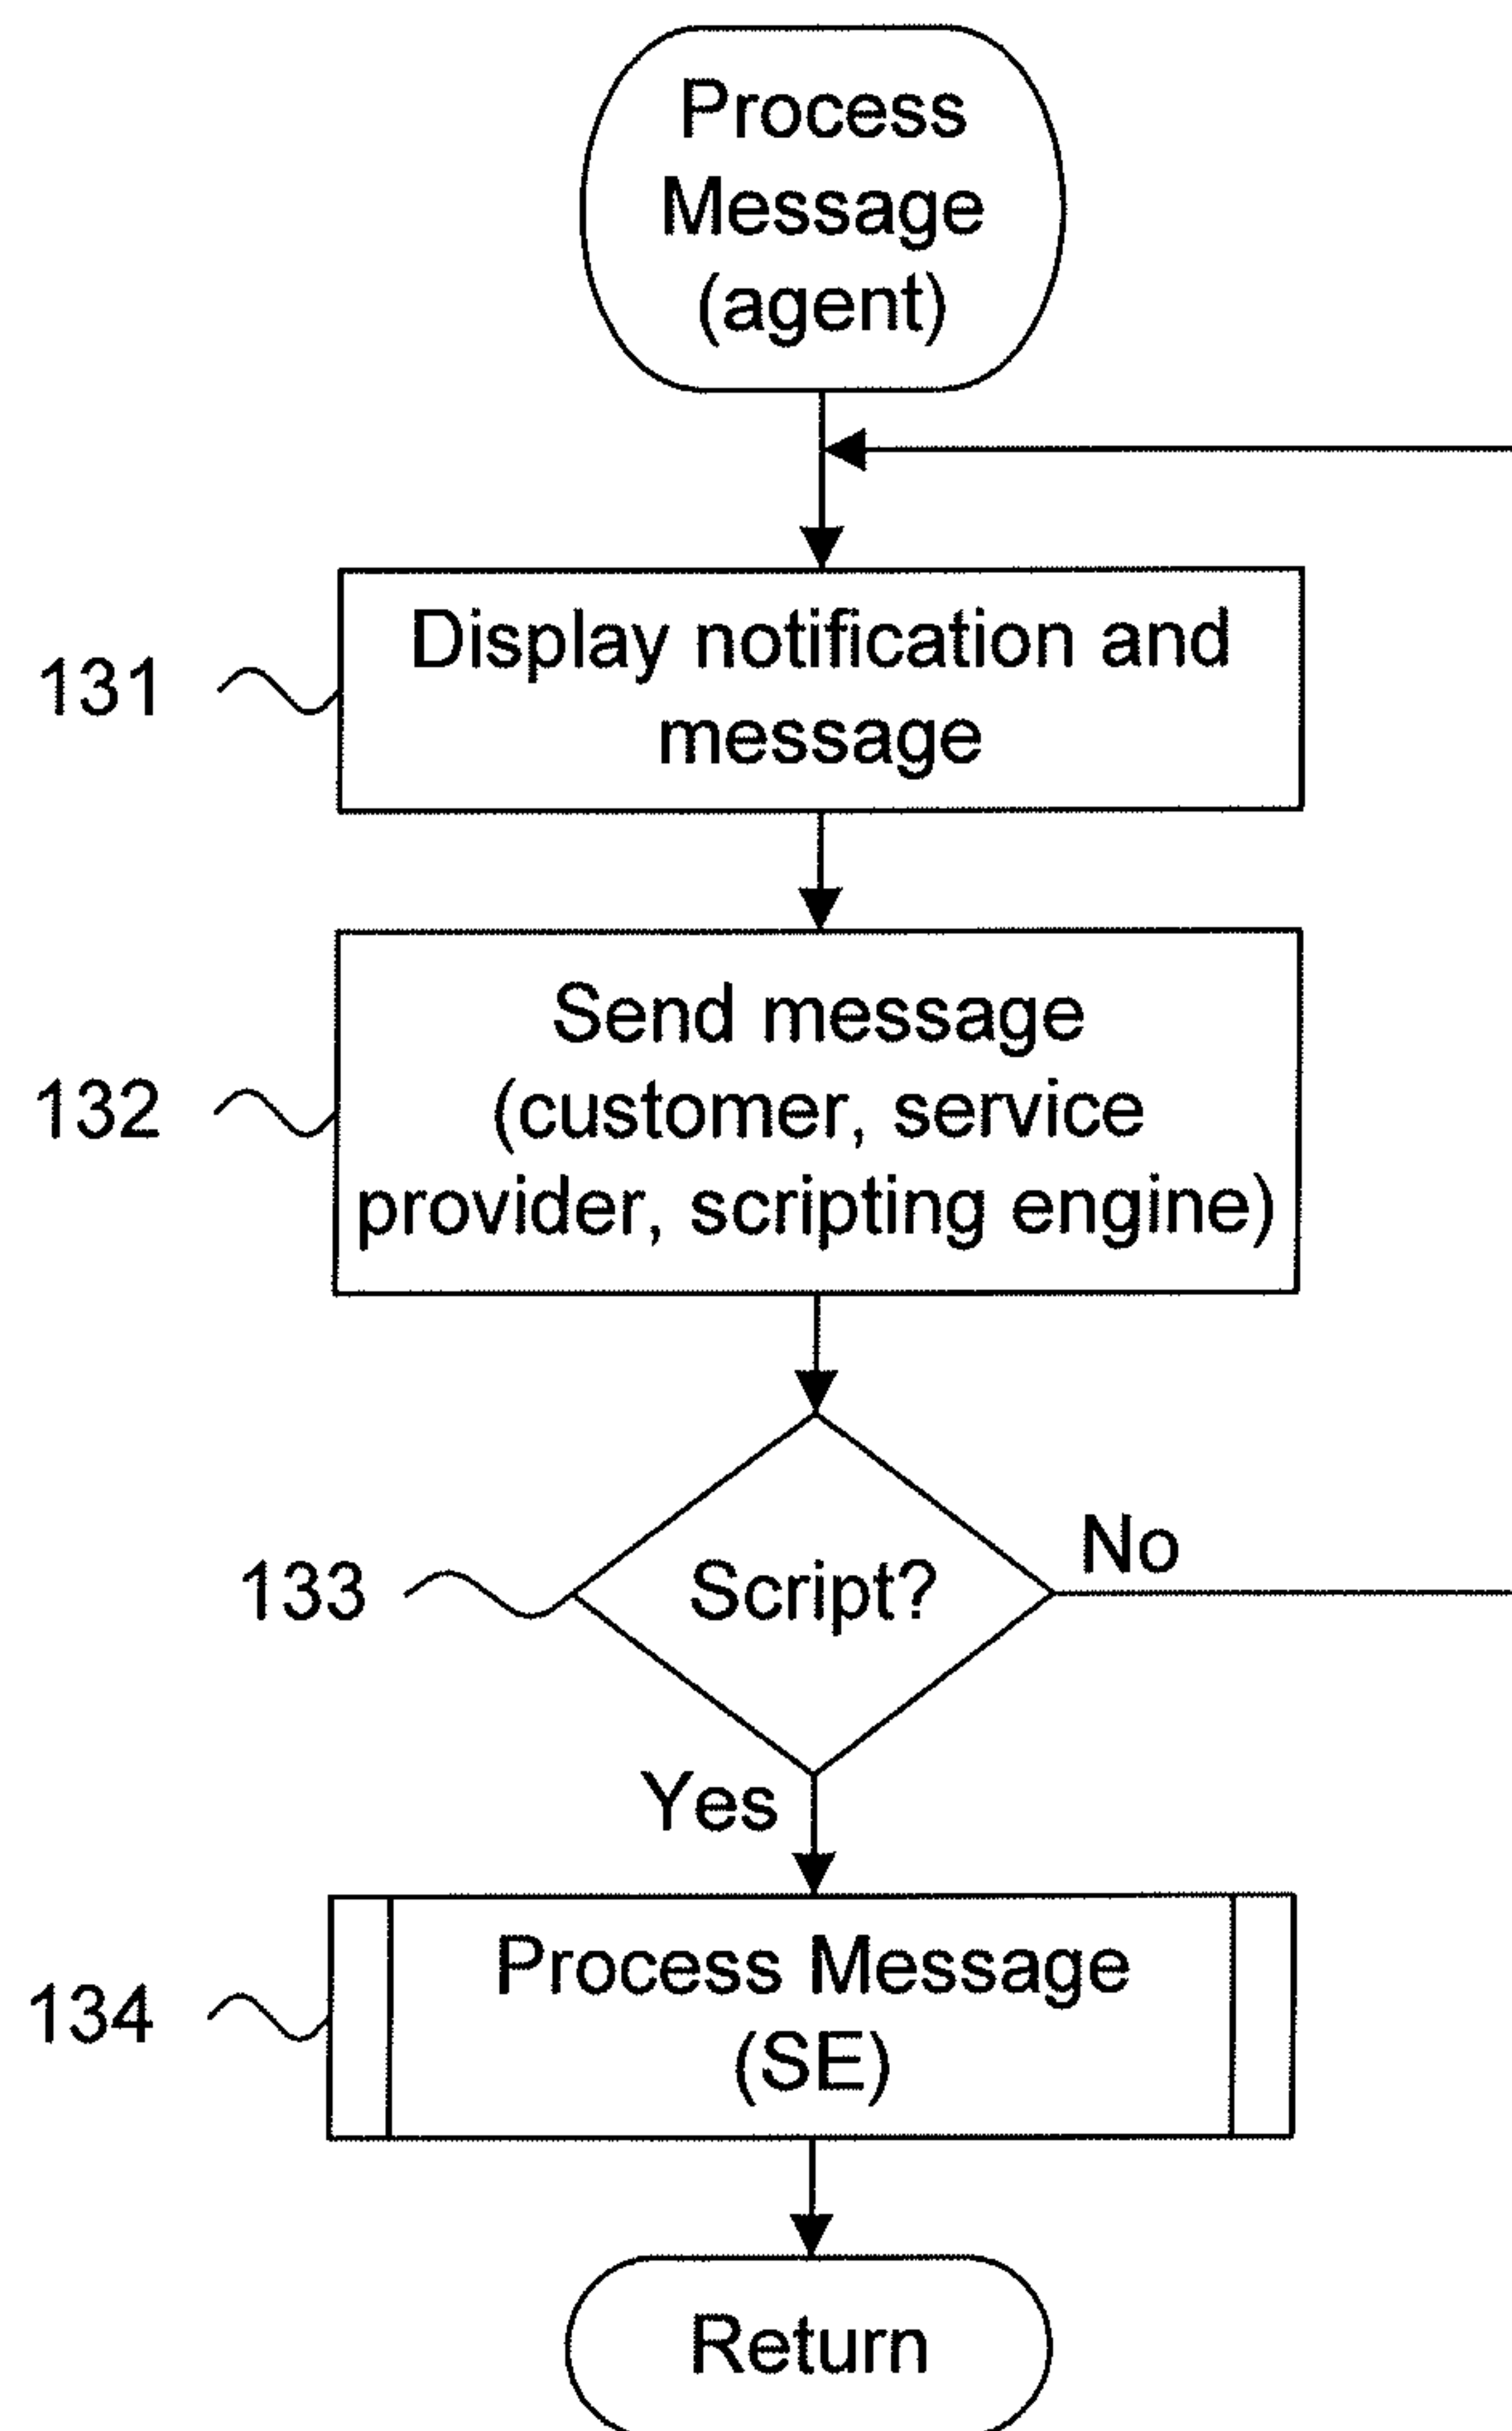 Process
Message
(agent)
131
Display notification and
message
132
Send message
(customer, service
provider, scripting engine)
133
Script?
No
Yes
134
Process Message
(SE)
Return